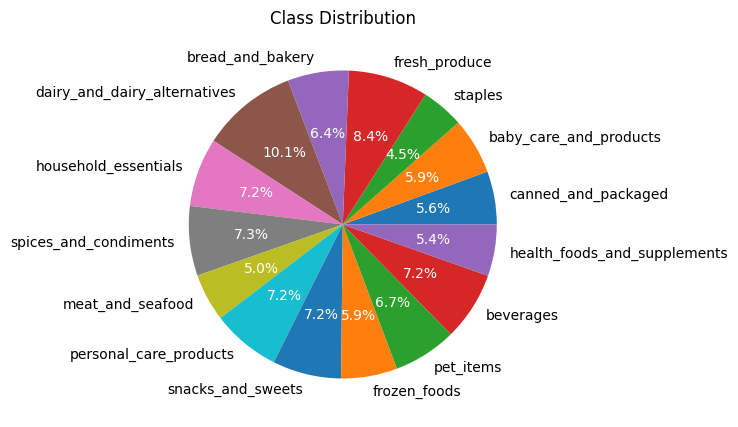 Class Distribution
bread_and_bakery
fresh_produce
dairy_and_dairy_alternatives
staples
baby_care_and_products
household_essentials
canned_and_packaged
spices_and_condiments
health_foods_and_supplements
meat_and_seafood
beverages
personal_care_products
pet_items
snacks_and_sweets
frozen_foods
6.4%
8.4%
10.1%
4.5%
5.9%
7.2%
5.6%
7.3%
5.4%
5.0%
7.2%
7.2%
6.7%
7.2%
5.9%